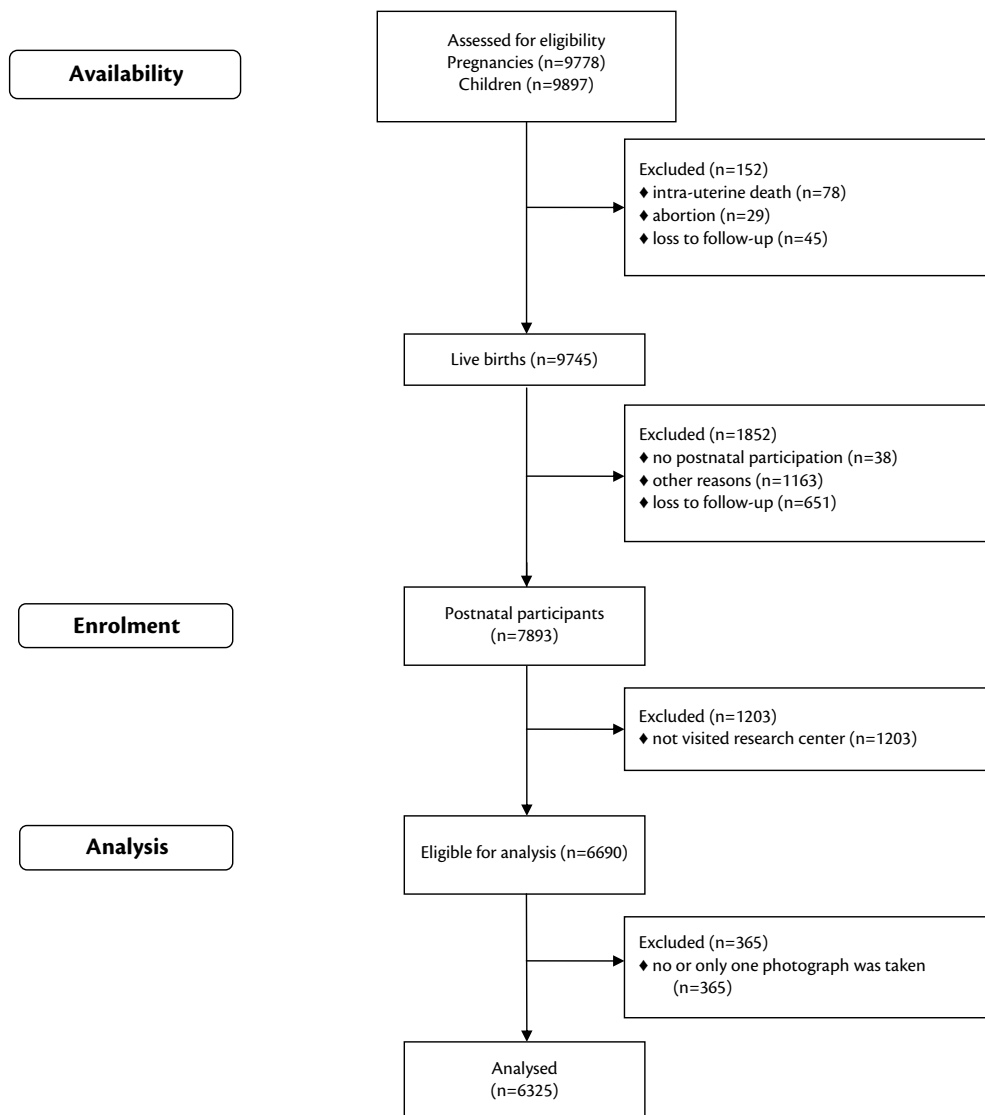 Availability
Assessed for eligibility
Pregnancies (n=9778)
Children (n=9897)
Excluded (n=152)
♦ intra-uterine death (n=78)
♦ abortion (n=29)
♦ loss to follow-up (n=45)
Live births (n=9745)
Excluded (n=1852)
♦ no postnatal participation (n=38)
♦ other reasons (n=1163)
♦ loss to follow-up (n=651)
Enrolment
Postnatal participants
(n=7893)
Excluded (n=1203)
♦ not visited research center (n=1203)
Analysis
Eligible for analysis (n=6690)
Excluded (n=365)
♦ no or only one photograph was taken
(n=365)
Analysed
(n=6325)